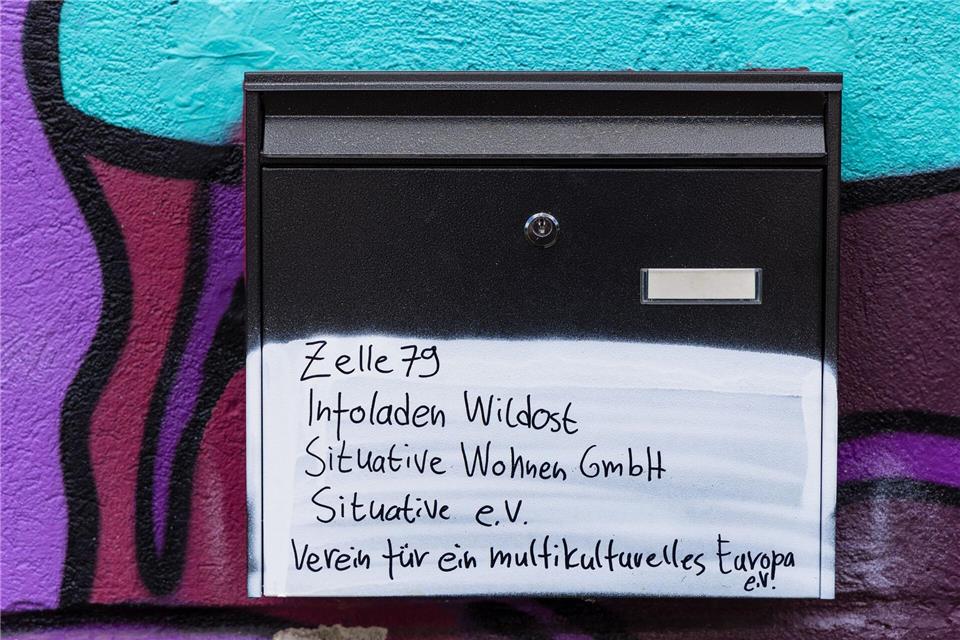 Zelle 79
Infoladen Wildost
Situative Wohnen GmbH
Situative e.V.
Verein für ein multikulturelles Europa
e.V.